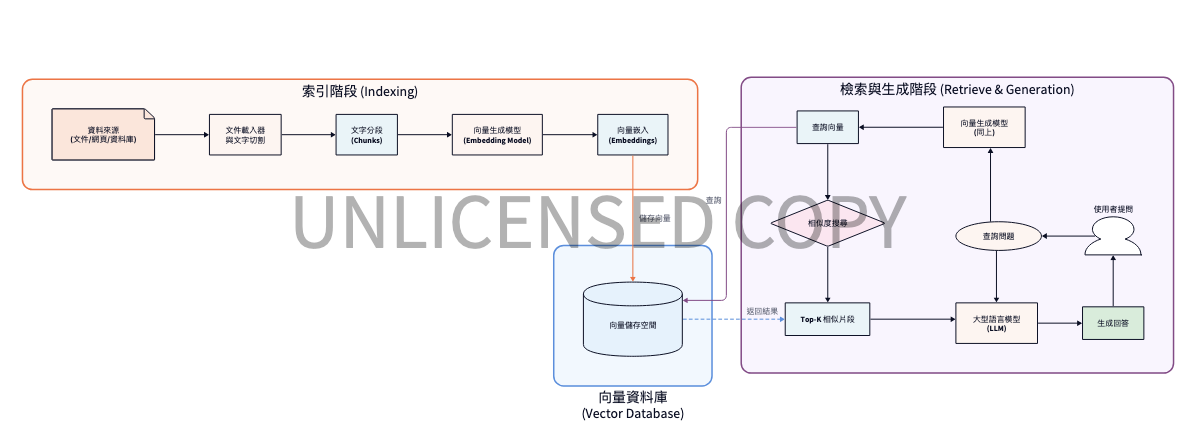 索引階段 (Indexing)
資料來源
(文件/網頁/資料庫)
文件載入器
與文字切割
文字分段
(Chunks)
向量生成模型
(Embedding Model)
向量嵌入
(Embeddings)
檢索與生成階段 (Retrieve & Generation)
查詢向量
向量生成模型
(同上)
UNLICENSED COPY
儲存向量
查詢
相似度搜尋
使用者提問
查詢問題
向量儲存空間
返回結果
Top-K 相似片段
大型語言模型
(LLM)
生成回答
向量資料庫
(Vector Database)